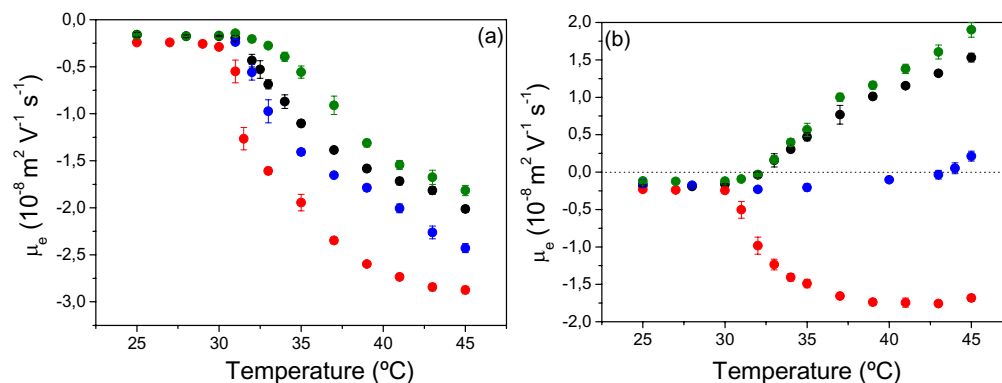 (a)
0,0
-0,5
-1,0
-1,5
-2,0
-2,5
-3,0
μe (10-8 m2 V-1 s-1)
25 30 35 40 45
Temperature (ºC)
(b)
2,0
1,5
1,0
0,5
0,0
-0,5
-1,0
-1,5
-2,0
μe (10-8 m2 V-1 s-1)
25 30 35 40 45
Temperature (ºC)